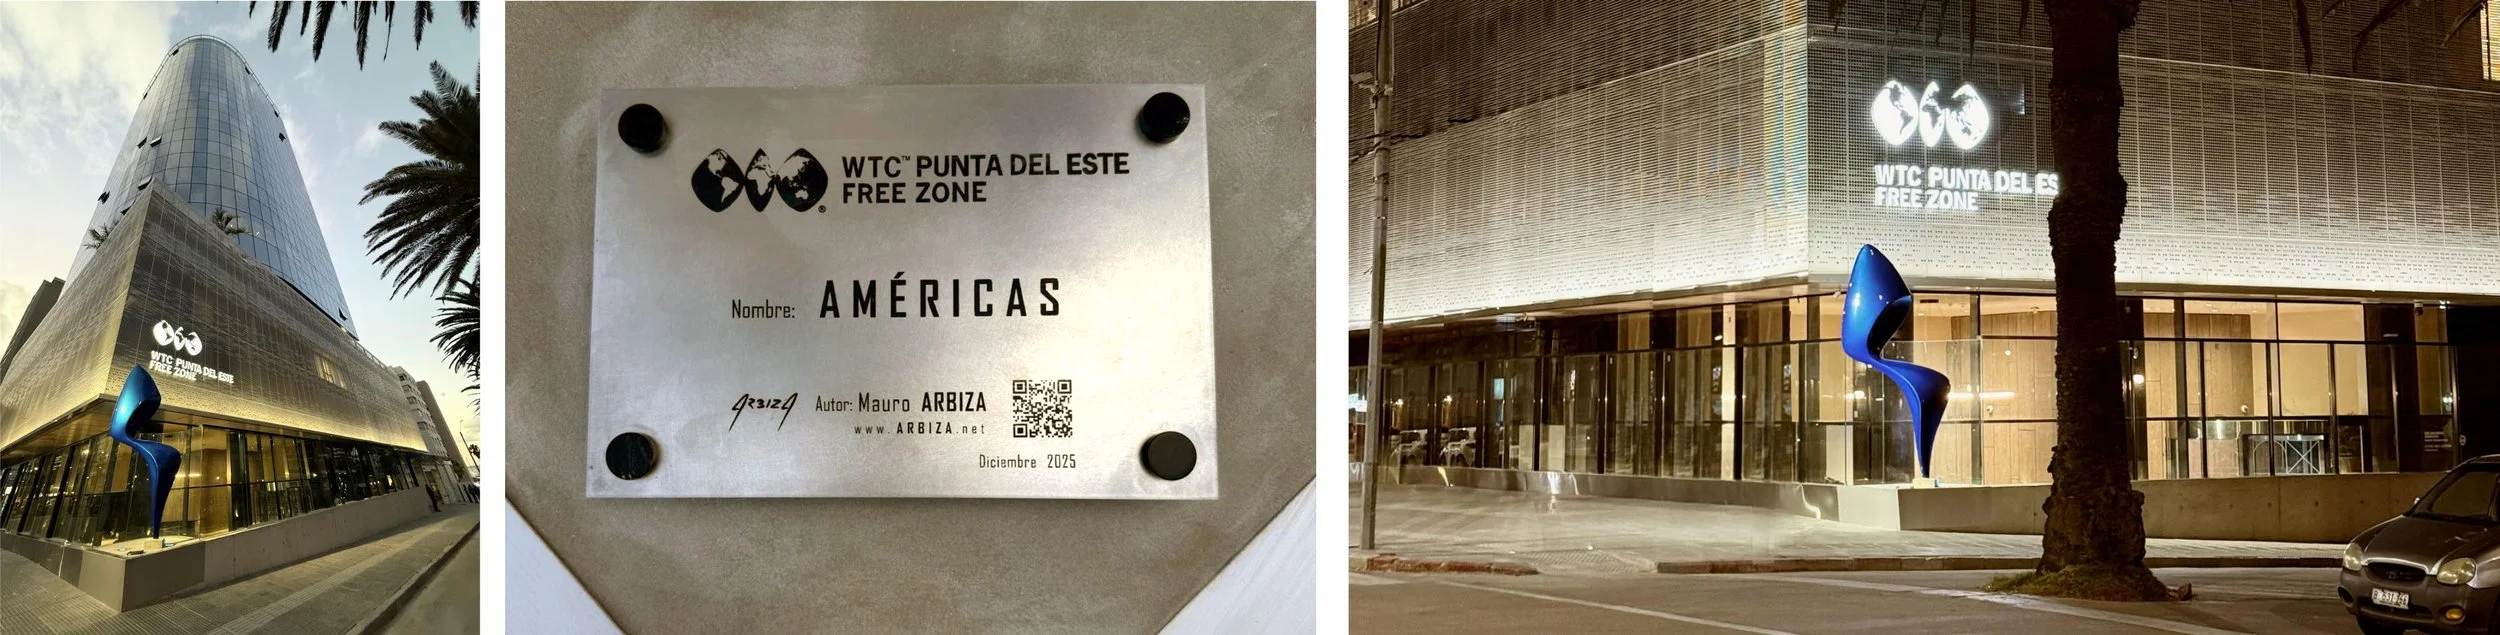 WTC PUNTA DEL ESTE
FREE ZONE
WTC™ PUNTA DEL ESTE
FREE ZONE
Nombre: AMÉRICAS
ARBIZA
Autor: Mauro ARBIZA
www.ARBIZA.net
Diciembre 2025
WTC PUNTA DEL ES
FREE ZONE